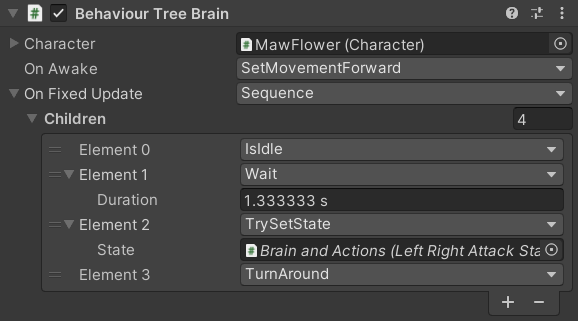 Behaviour Tree Brain
Character MawFlower (Character)
On Awake SetMovementForward
On Fixed Update Sequence
Children 4
Element 0 IsIdle
Element 1 Wait
Duration 1.333333 s
Element 2 TrySetState
State Brain and Actions (Left Right Attack Sta
Element 3 TurnAround